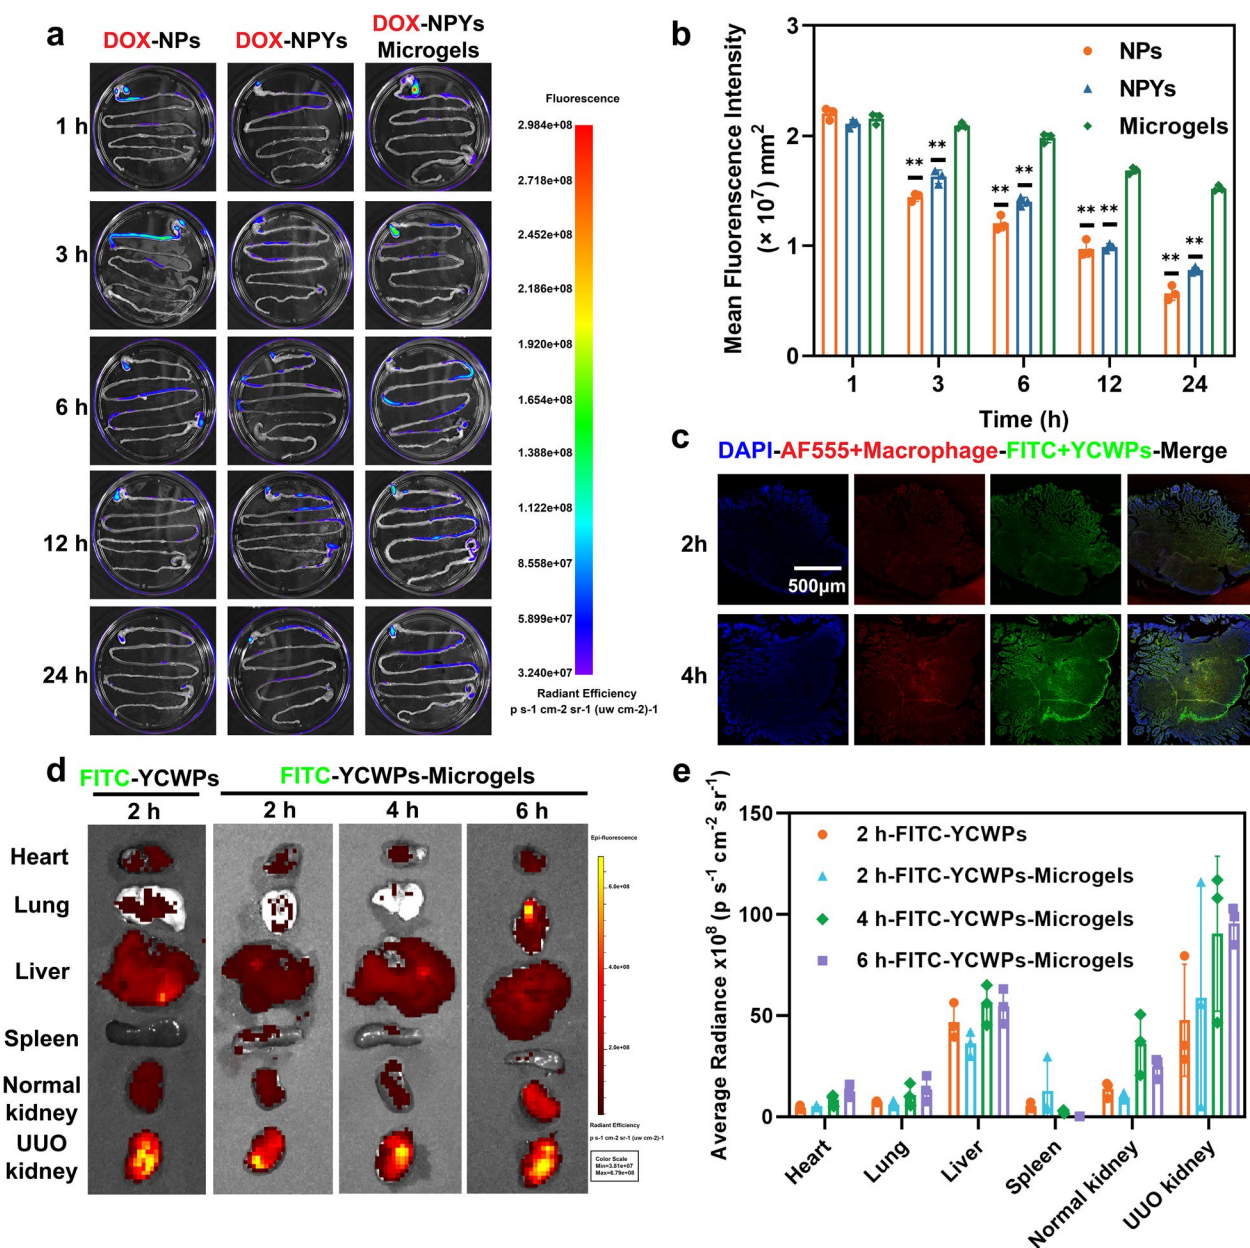 a
DOX-NPs
DOX-NPYs
DOX-NPYs
Microgels
1 h
3 h
6 h
12 h
24 h
Fluorescence
2.984e+08
2.718e+08
2.452e+08
2.186e+08
1.920e+08
1.654e+08
1.388e+08
1.122e+08
8.558e+07
5.899e+07
3.240e+07
Radiant Efficiency
p s-1 cm-2 sr-1 (uw cm-2)-1
b
Mean Fluorenscence Intensity
(× 10⁷) mm²
3
2
1
0
NPs
NPYs
Microgels
** **
** **
** **
** **
1 3 6 12 24
Time (h)
c
DAPI-AF555+Macrophage-FITC+YCWPs-Merge
2h
500μm
4h
d
FITC-YCWPs
FITC-YCWPs-Microgels
2 h 2 h 4 h 6 h
Heart
Lung
Liver
Spleen
Normal
kidney
UUO
kidney
Epi-fluorescence
6.0e+08
4.0e+08
2.0e+08
Radiant Efficiency
p s-1 cm-2 sr-1 (uw cm-2)-1
Color Scale
Min=3.81e+07
Max=6.79e+08
e
Average Radiance x10⁸ (p s⁻¹ cm⁻² sr⁻¹)
150
100
50
0
2 h-FITC-YCWPs
2 h-FITC-YCWPs-Microgels
4 h-FITC-YCWPs-Microgels
6 h-FITC-YCWPs-Microgels
Heart
Lung
Liver
Spleen
Normal kidney
UUO kidney